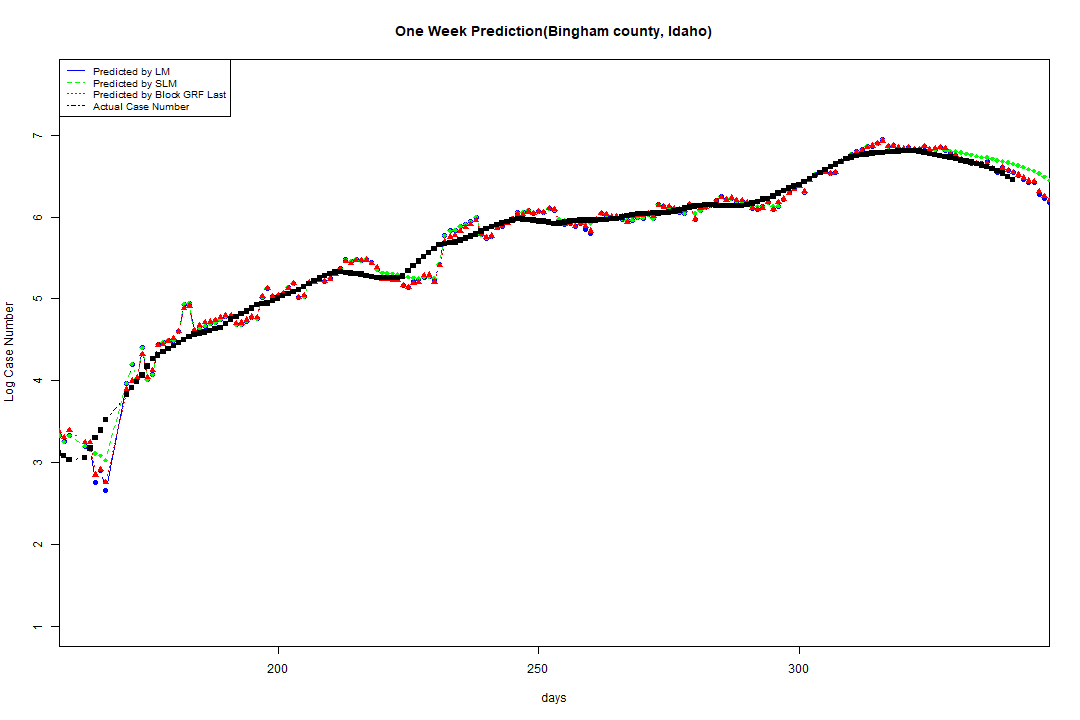 One Week Prediction(Bingham county, Idaho)
Predicted by LM
Predicted by SLM
Predicted by Block GRF Last
Actual Case Number
7
6
5
4
3
2
1
Log Case Number
200 250 300
days